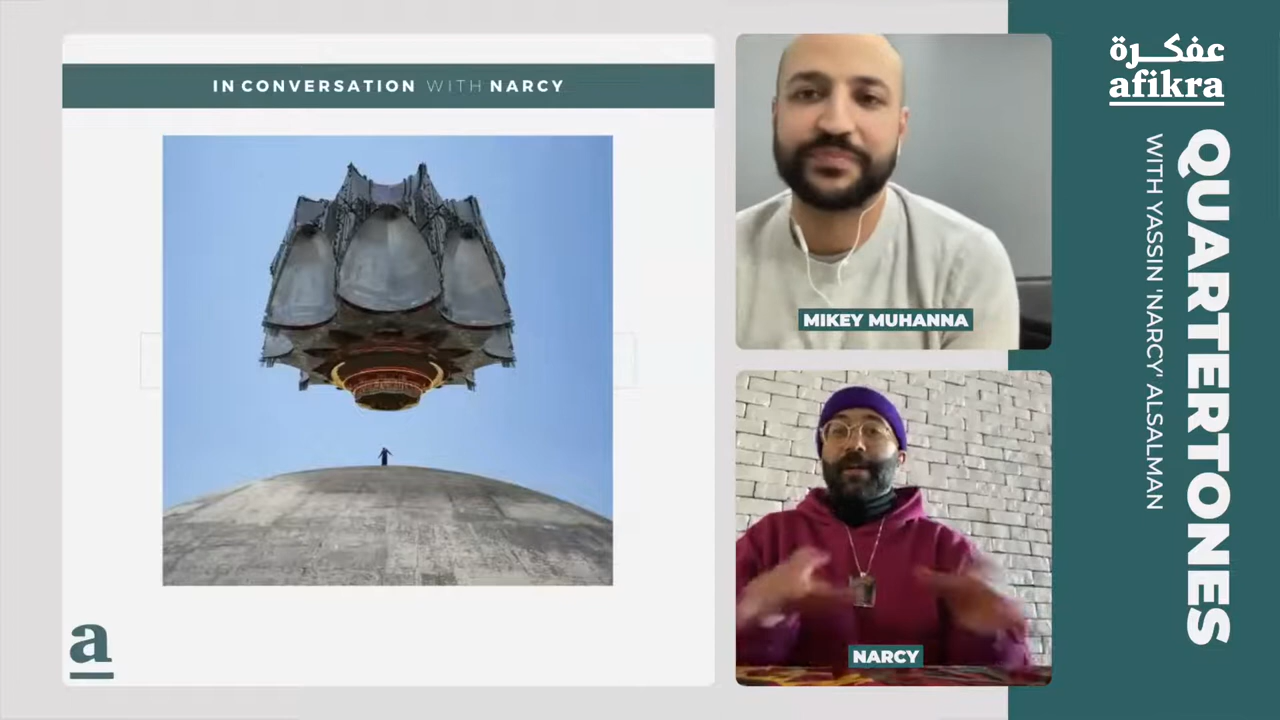 IN CONVERSATION WITH NARCY
a
MIKEY MUHANNA
NARCY
عفكرة
afikra
QUARTERTONES
WITH YASSIN 'NARCY' ALSALMAN